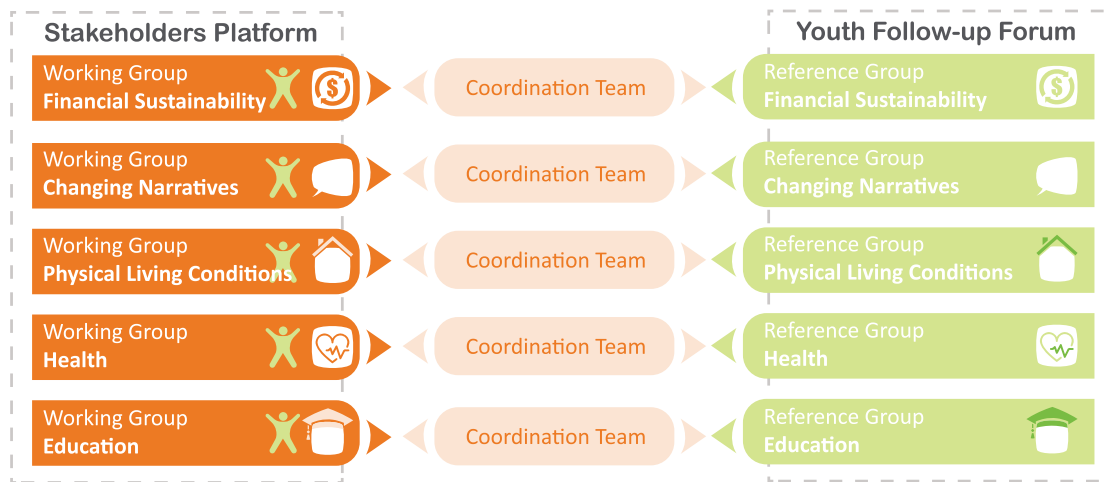 Stakeholders Platform
Youth Follow-up Forum
Working Group
Financial Sustainability
$
Coordination Team
Reference Group
Financial Sustainability
$
Working Group
Changing Narratives
Coordination Team
Reference Group
Changing Narratives
Working Group
Physical Living Conditions
Coordination Team
Reference Group
Physical Living Conditions
Working Group
Health
Coordination Team
Reference Group
Health
Working Group
Education
Coordination Team
Reference Group
Education